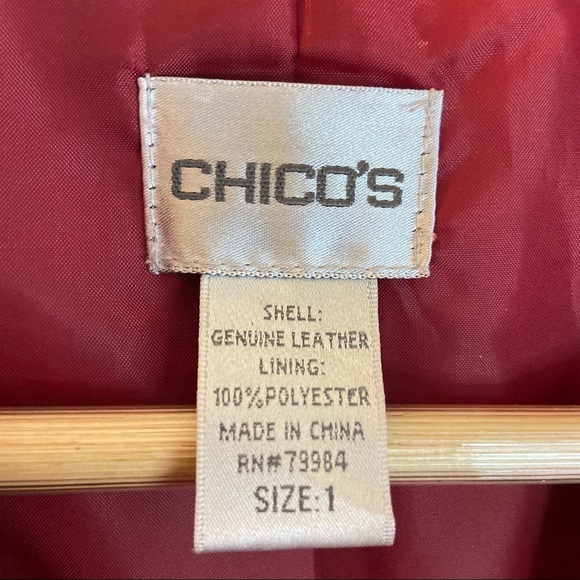 CHICO'S
SHELL:
GENUINE LEATHER
LINING:
100%POLYESTER
MADE IN CHINA
RN#79984
SIZE:1